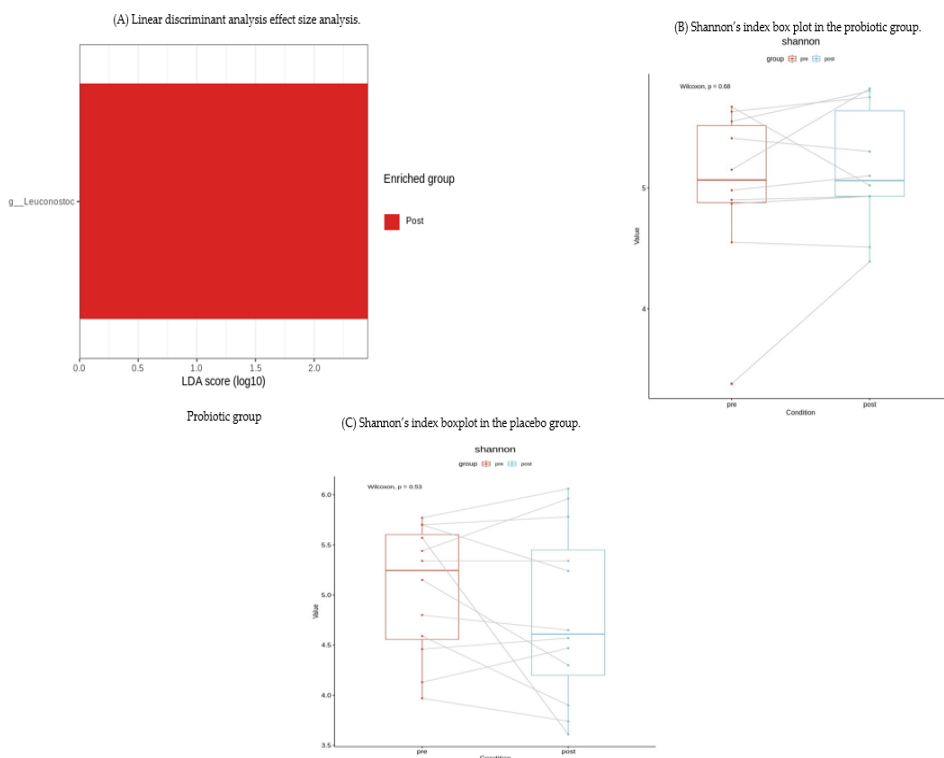 (A) Linear discriminant analysis effect size analysis.
g__Leuconostoc
0.0 0.5 1.0 1.5 2.0
LDA score (log10)
Enriched group
Post
Probiotic group
(B) Shannon's index box plot in the probiotic group.
shannon
group pre post
Wilcoxon, p = 0.68
Value
5
4
pre post
Condition
(C) Shannon's index boxplot in the placebo group.
shannon
group pre post
Wilcoxon, p = 0.53
Value
6.0
5.5
5.0
4.5
4.0
3.5
pre post
Condition